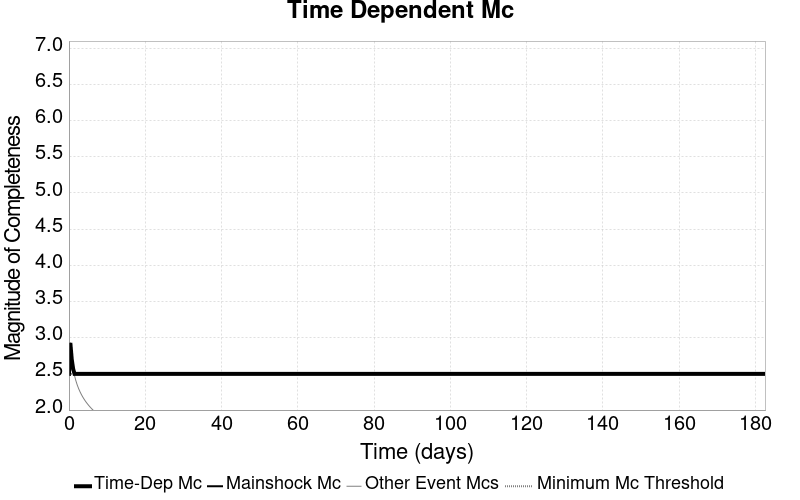 Time Dependent Mc
Magnitude of Completeness
7.0
6.5
6.0
5.5
5.0
4.5
4.0
3.5
3.0
2.5
2.0
0 20 40 60 80 100 120 140 160 180
Time (days)
Time-Dep Mc Mainshock Mc Other Event Mcs Minimum Mc Threshold